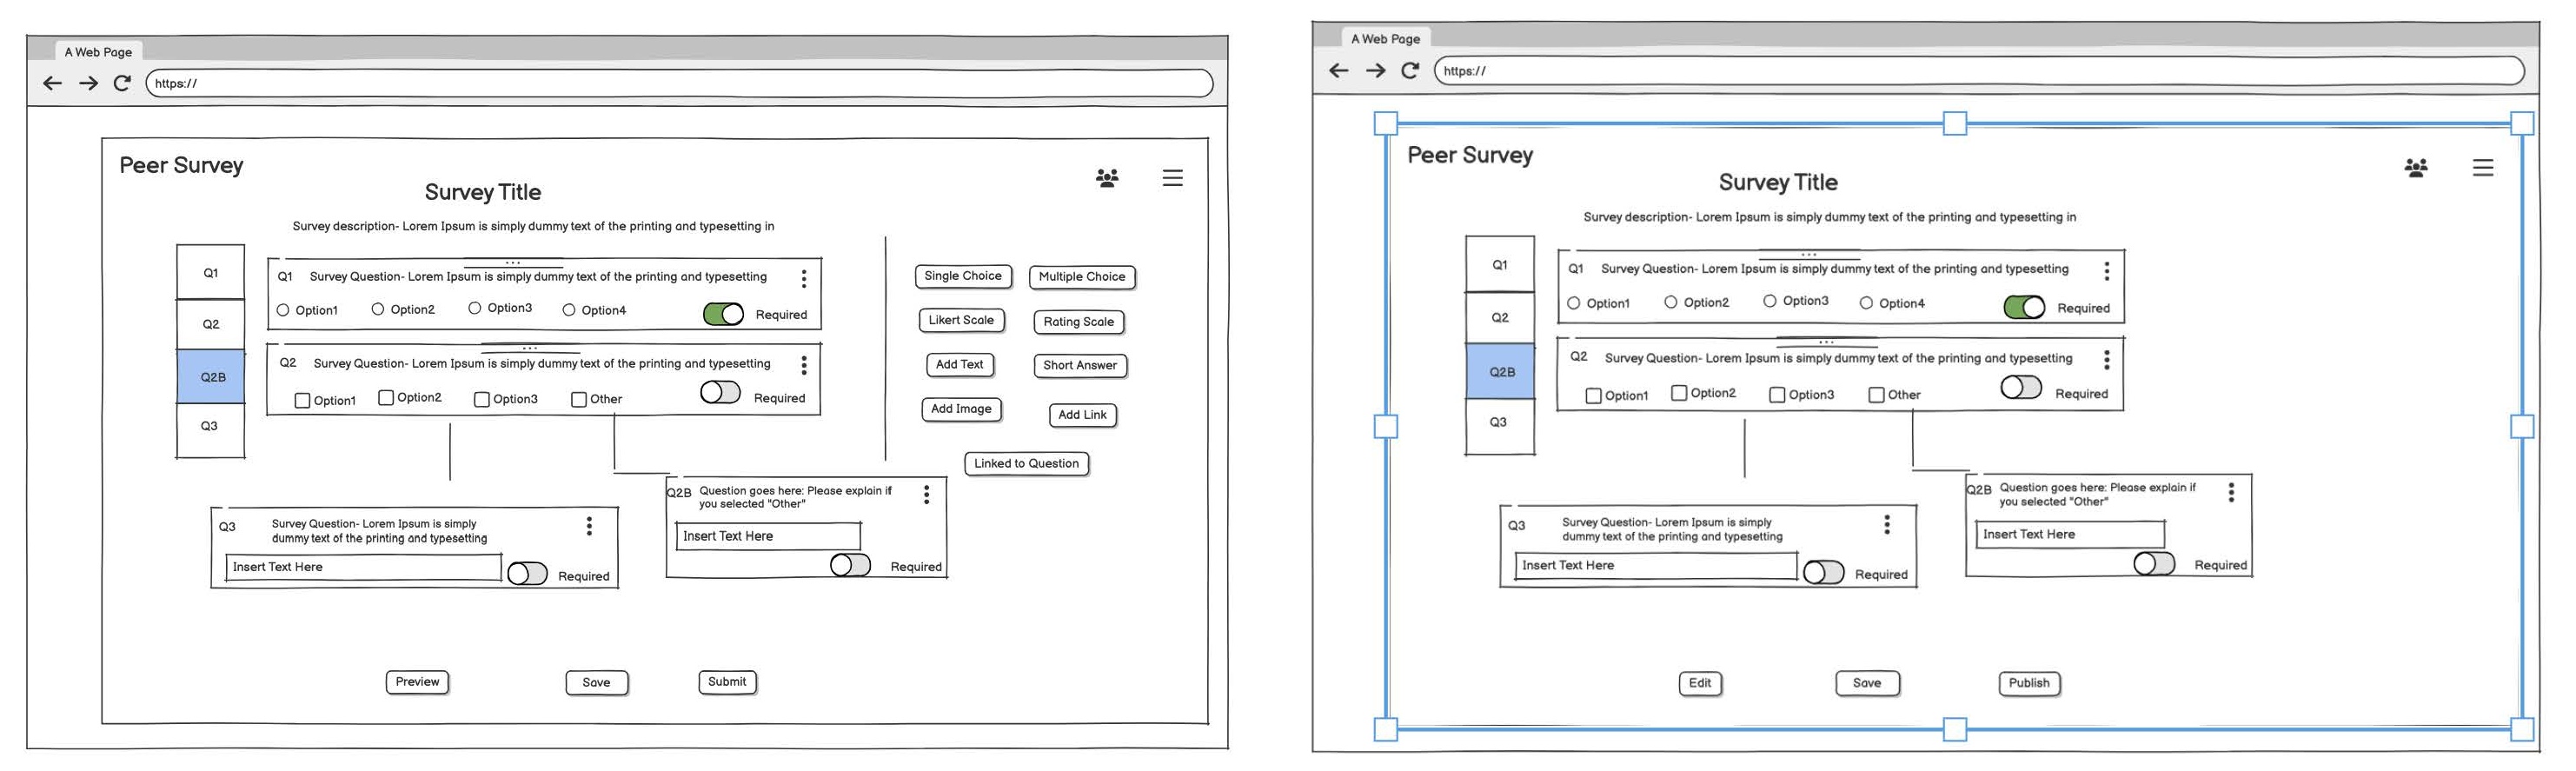 A Web Page
https://
Peer Survey
Survey Title
Survey description- Lorem Ipsum is simply dummy text of the printing and typesetting in
Q1
Q2
Q2B
Q3
Q1 Survey Question- Lorem Ipsum is simply dummy text of the printing and typesetting
Option1 Option2 Option3 Option4 Required
Q2 Survey Question- Lorem Ipsum is simply dummy text of the printing and typesetting
Option1 Option2 Option3 Other Required
Single Choice Multiple Choice
Likert Scale Rating Scale
Add Text Short Answer
Add Image Add Link
Linked to Question
Q2B Question goes here: Please explain if
you selected "Other"
Insert Text Here
Required
Q3 Survey Question- Lorem Ipsum is simply
dummy text of the printing and typesetting
Insert Text Here
Required
Preview Save Submit
A Web Page
https://
Peer Survey
Survey Title
Survey description- Lorem Ipsum is simply dummy text of the printing and typesetting in
Q1
Q2
Q2B
Q3
Q1 Survey Question- Lorem Ipsum is simply dummy text of the printing and typesetting
Option1 Option2 Option3 Option4 Required
Q2 Survey Question- Lorem Ipsum is simply dummy text of the printing and typesetting
Option1 Option2 Option3 Other Required
Q2B Question goes here: Please explain if
you selected "Other"
Insert Text Here
Required
Q3 Survey Question- Lorem Ipsum is simply
dummy text of the printing and typesetting
Insert Text Here
Required
Edit Save Publish